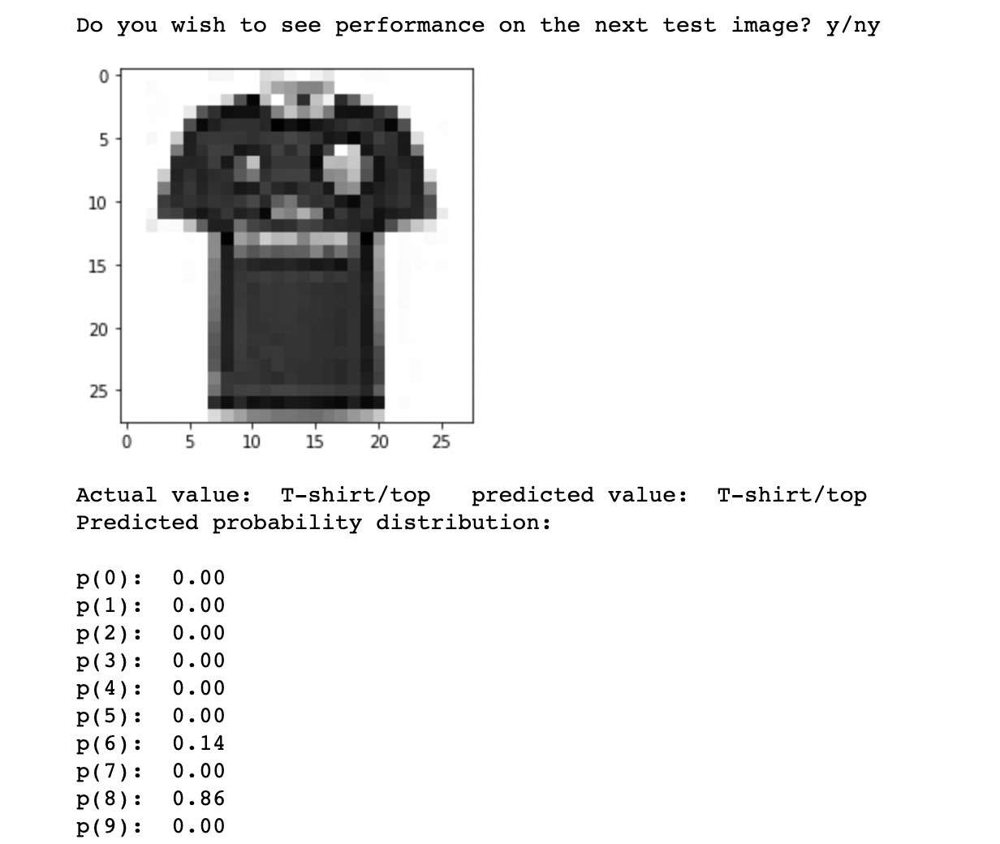 Do you wish to see performance on the next test image? y/ny
0
5
10
15
20
25
0 5 10 15 20 25
Actual value:  T-shirt/top   predicted value:  T-shirt/top
Predicted probability distribution:
p(0):  0.00
p(1):  0.00
p(2):  0.00
p(3):  0.00
p(4):  0.00
p(5):  0.00
p(6):  0.14
p(7):  0.00
p(8):  0.86
p(9):  0.00